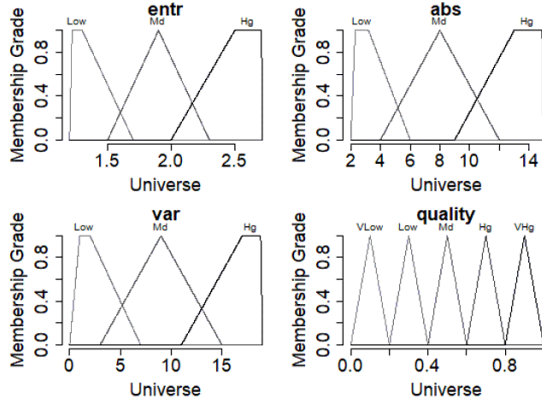 entr
Low Md Hg
Membership Grade
0.0 0.4 0.8
1.5 2.0 2.5
Universe
abs
Low Md Hg
Membership Grade
0.0 0.4 0.8
2 4 6 8 10 14
Universe
var
Low Md Hg
Membership Grade
0.0 0.4 0.8
0 5 10 15
Universe
quality
VLow Low Md Hg VHg
Membership Grade
0.0 0.4 0.8
0.0 0.4 0.8
Universe